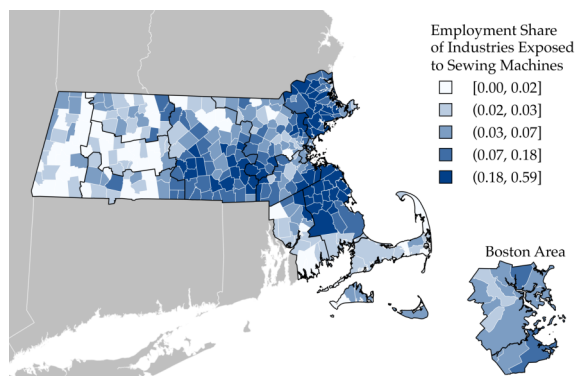 Employment Share
of Industries Exposed
to Sewing Machines
[0.00, 0.02]
(0.02, 0.03]
(0.03, 0.07]
(0.07, 0.18]
(0.18, 0.59]
Boston Area